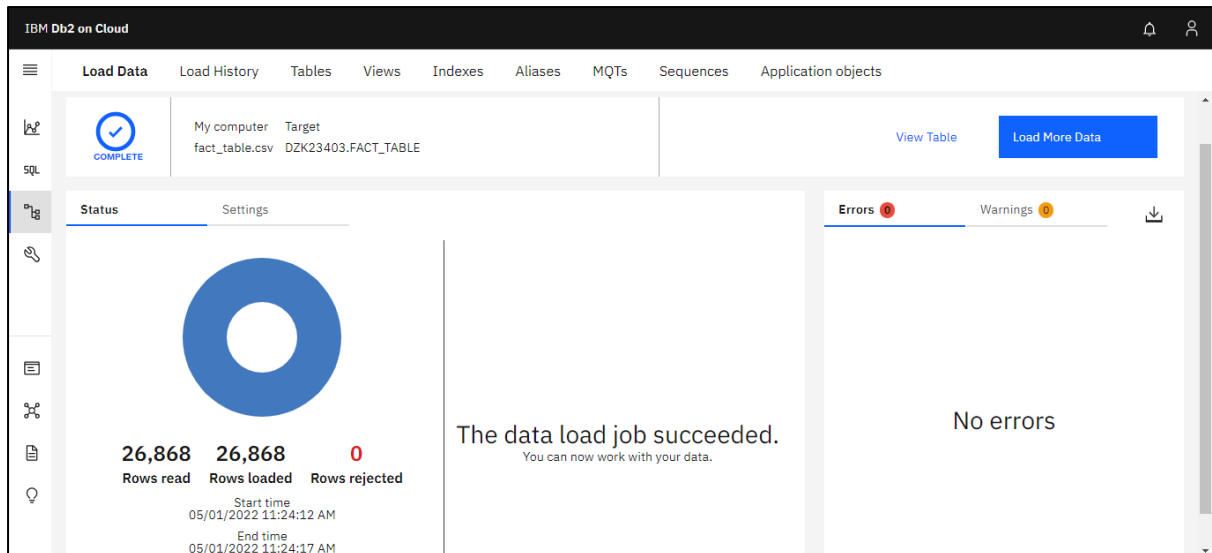 IBM Db2 on Cloud
Load Data Load History Tables Views Indexes Aliases MQTs Sequences Application objects
COMPLETE
My computer Target
fact_table.csv DZK23403.FACT_TABLE
View Table
Load More Data
SQL
Status Settings
Errors 0 Warnings 0
26,868 26,868 0
Rows read Rows loaded Rows rejected
Start time
05/01/2022 11:24:12 AM
End time
05/01/2022 11:24:17 AM
The data load job succeeded.
You can now work with your data.
No errors